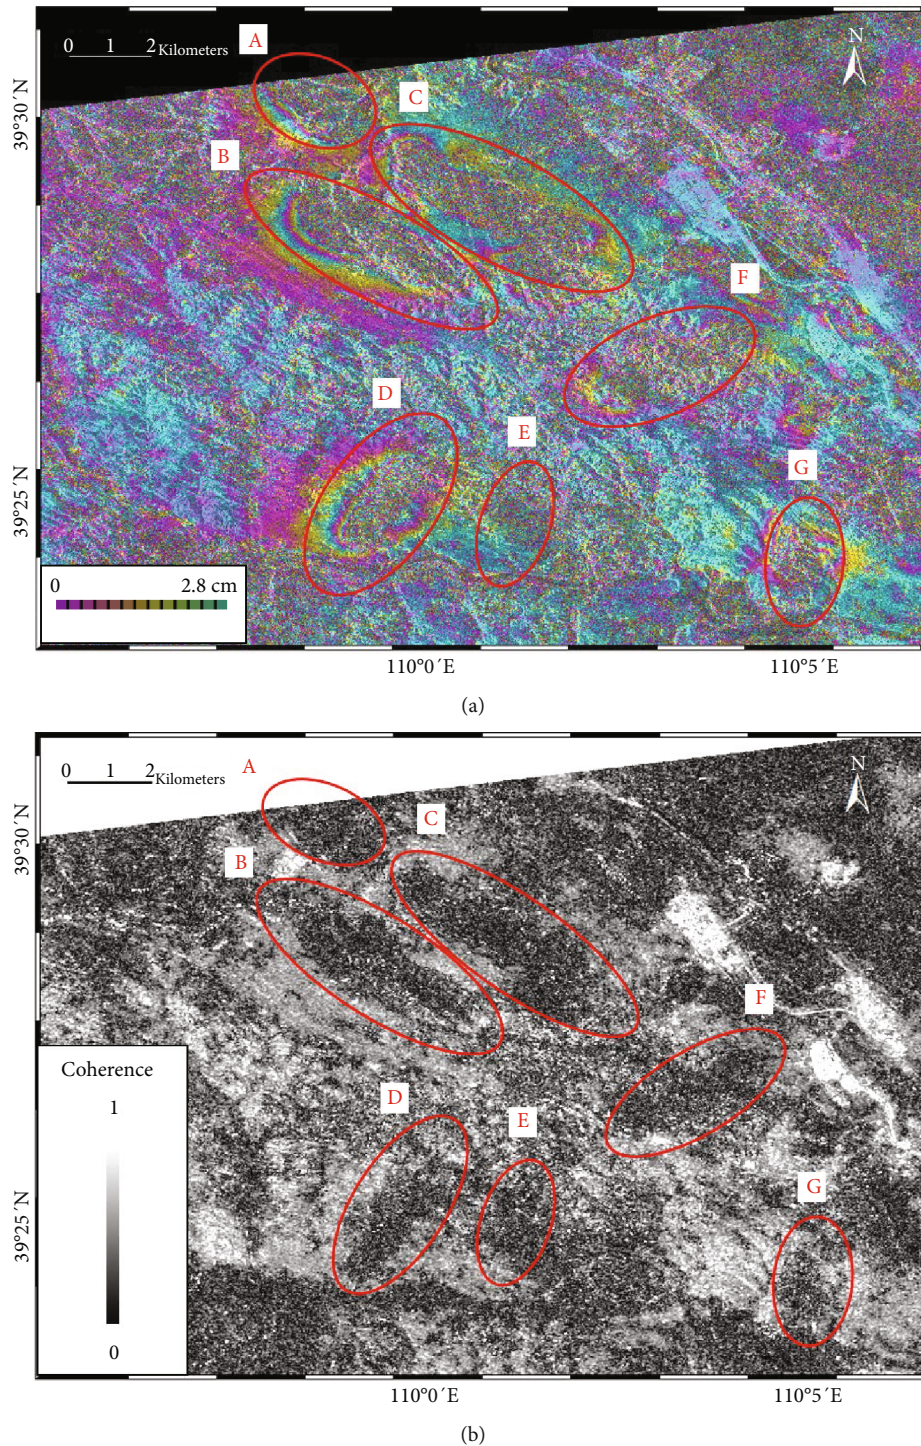 A
0 1 2 Kilometers
N
C
39°30´N
B
F
D
E
G
39°25´N
0 2.8 cm
110°0´E 110°5´E
(a)
A
0 1 2 Kilometers
N
C
39°30´N
B
F
Coherence
1
D
E
G
39°25´N
0
110°0´E 110°5´E
(b)